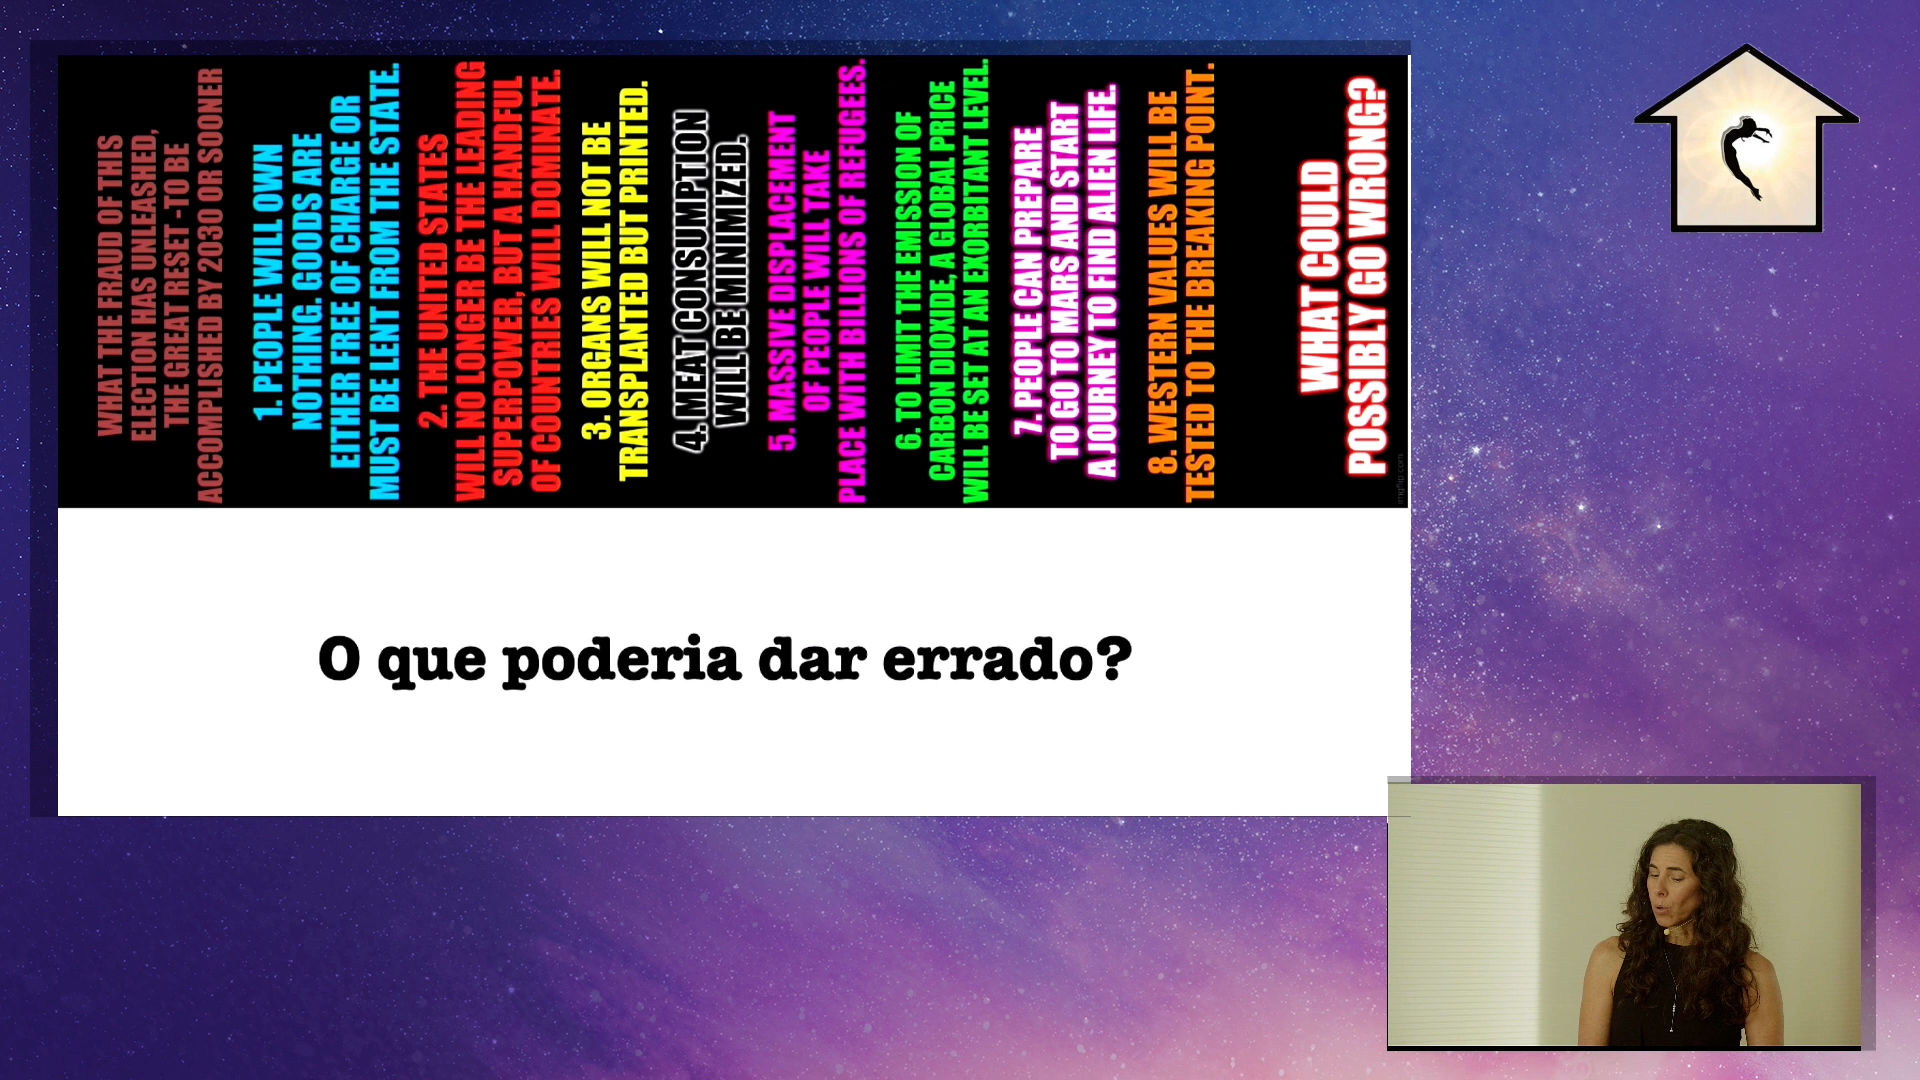 WHAT THE FRAUD OF THIS
ELECTION HAS UNLEASHED,
THE GREAT RESET -TO BE
ACCOMPLISHED BY 2030 OR SOONER
1. PEOPLE WILL OWN
NOTHING. GOODS ARE
EITHER FREE OF CHARGE OR
MUST BE LENT FROM THE STATE.
2. THE UNITED STATES
WILL NO LONGER BE THE LEADING
SUPERPOWER, BUT A HANDFUL
OF COUNTRIES WILL DOMINATE.
3. ORGANS WILL NOT BE
TRANSPLANTED BUT PRINTED.
4. MEAT CONSUMPTION
WILL BE MINIMIZED.
5. MASSIVE DISPLACEMENT
OF PEOPLE WILL TAKE
PLACE WITH BILLIONS OF REFUGEES.
6. TO LIMIT THE EMISSION OF
CARBON DIOXIDE, A GLOBAL PRICE
WILL BE SET AT AN EXORBITANT LEVEL.
7. PEOPLE CAN PREPARE
TO GO TO MARS AND START
A JOURNEY TO FIND ALIEN LIFE.
8. WESTERN VALUES WILL BE
TESTED TO THE BREAKING POINT.
WHAT COULD
POSSIBLY GO WRONG?
imgflip.com
O que poderia dar errado?